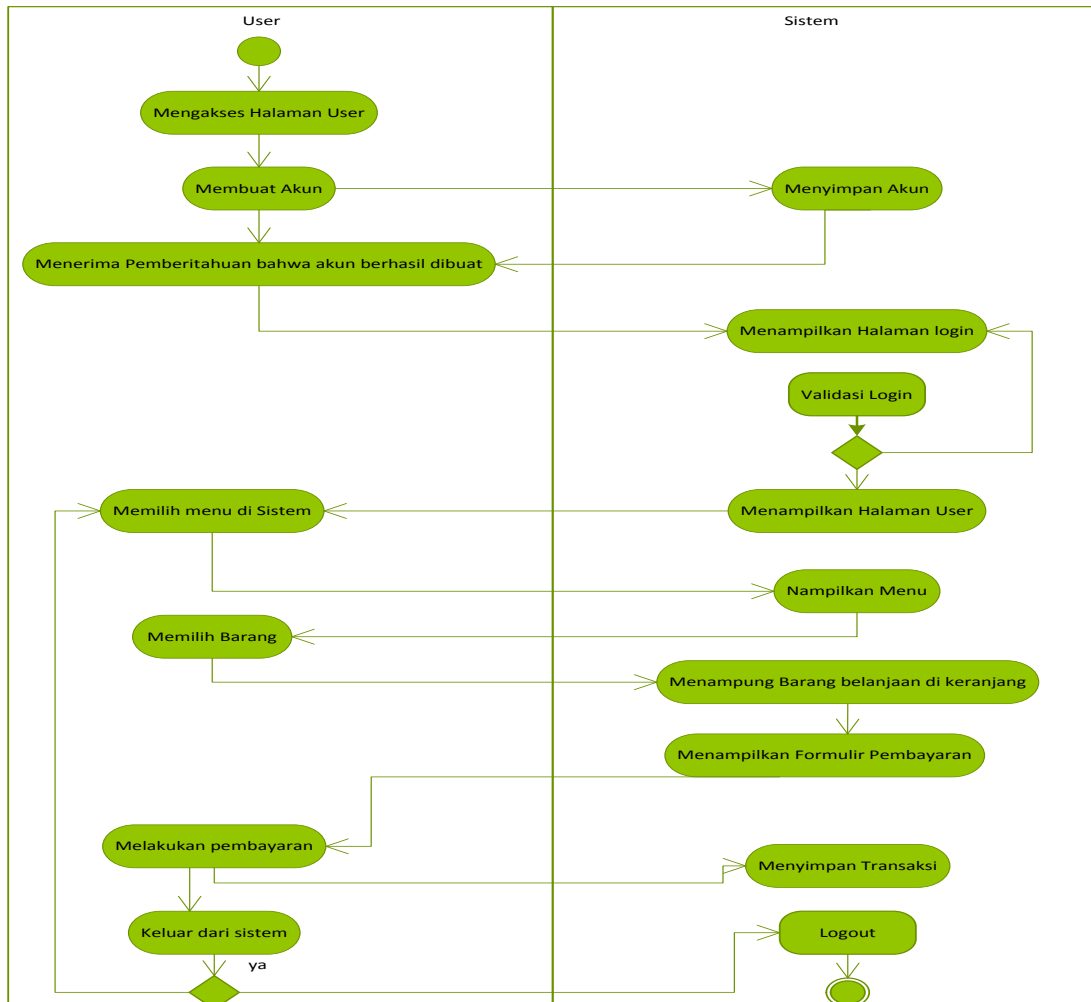 User
Sistem
Mengakses Halaman User
Membuat Akun
Menyimpan Akun
Menerima Pemberitahuan bahwa akun berhasil dibuat
Menampilkan Halaman login
Validasi Login
Memilih menu di Sistem
Menampilkan Halaman User
Nampilkan Menu
Memilih Barang
Menampung Barang belanjaan di keranjang
Menampilkan Formulir Pembayaran
Melakukan pembayaran
Menyimpan Transaksi
Keluar dari sistem
Logout
ya